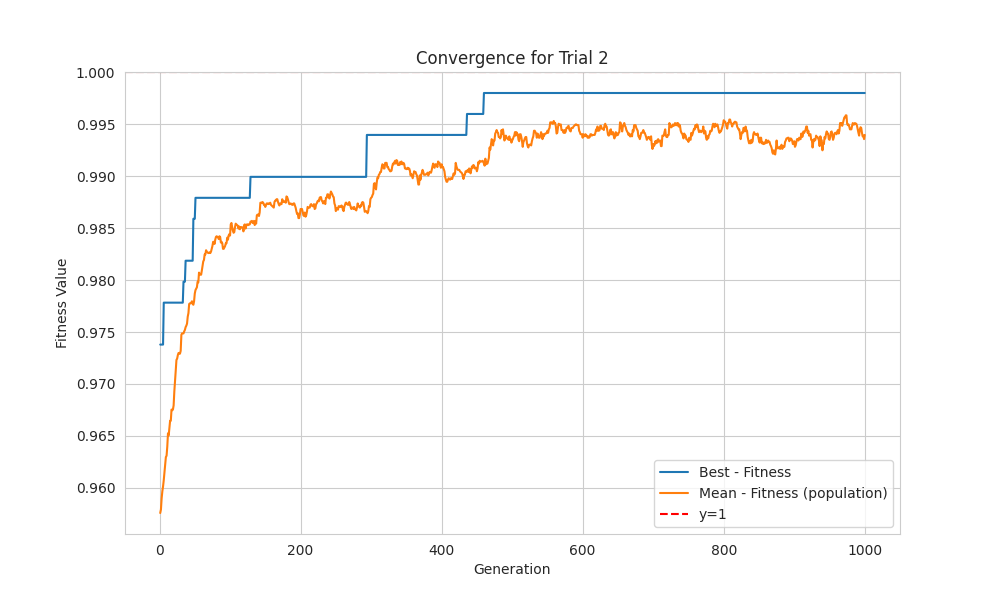 Convergence for Trial 2
Fitness Value
1.000
0.995
0.990
0.985
0.980
0.975
0.970
0.965
0.960
0 200 400 600 800 1000
Generation
Best - Fitness
Mean - Fitness (population)
y=1